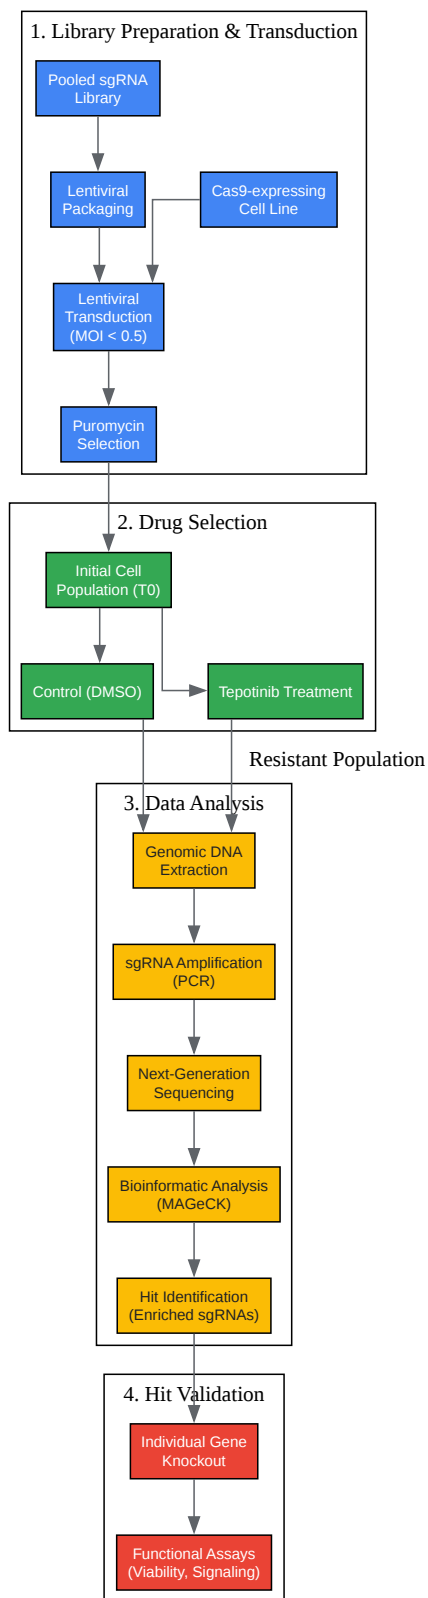 1. Library Preparation & Transduction
Pooled sgRNA
Library
Lentiviral
Packaging
Cas9-expressing
Cell Line
Lentiviral
Transduction
(MOI < 0.5)
Puromycin
Selection
2. Drug Selection
Initial Cell
Population (T0)
Control (DMSO)
Tepotinib Treatment
Resistant Population
3. Data Analysis
Genomic DNA
Extraction
sgRNA Amplification
(PCR)
Next-Generation
Sequencing
Bioinformatic Analysis
(MAGeCK)
Hit Identification
(Enriched sgRNAs)
4. Hit Validation
Individual Gene
Knockout
Functional Assays
(Viability, Signaling)